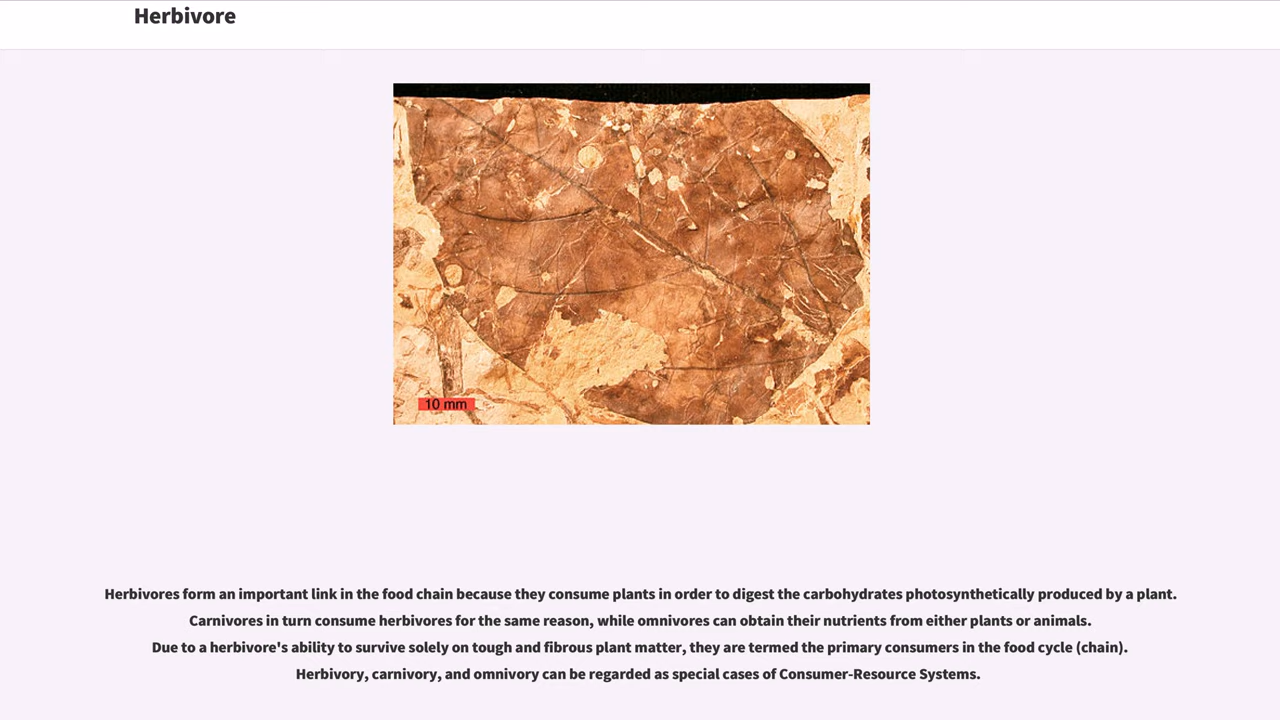 Herbivore
10 mm
Herbivores form an important link in the food chain because they consume plants in order to digest the carbohydrates photosynthetically produced by a plant.
Carnivores in turn consume herbivores for the same reason, while omnivores can obtain their nutrients from either plants or animals.
Due to a herbivore's ability to survive solely on tough and fibrous plant matter, they are termed the primary consumers in the food cycle (chain).
Herbivory, carnivory, and omnivory can be regarded as special cases of Consumer-Resource Systems.